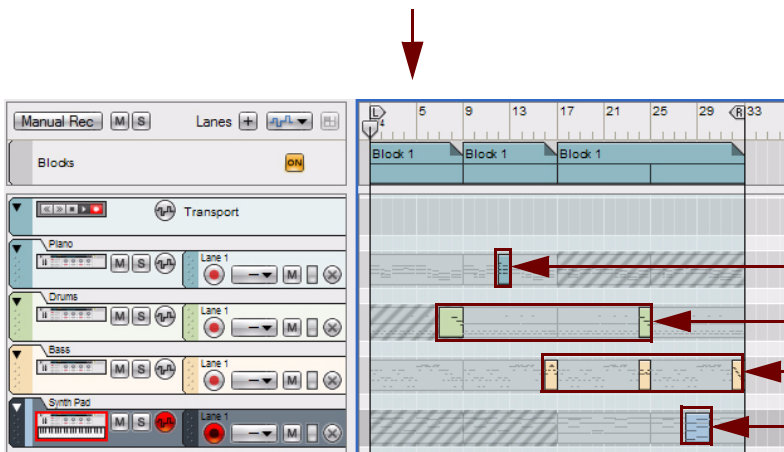 Manual Rec M S Lanes + 
L 5 9 13 17 21 25 29 R 33
4
Blocks ON
Block 1 Block 1 Block 1
Transport
Piano
M S Lane 1
M
Drums
M S Lane 1
M
Bass
M S Lane 1
M
Synth Pad
M S Lane 1
M